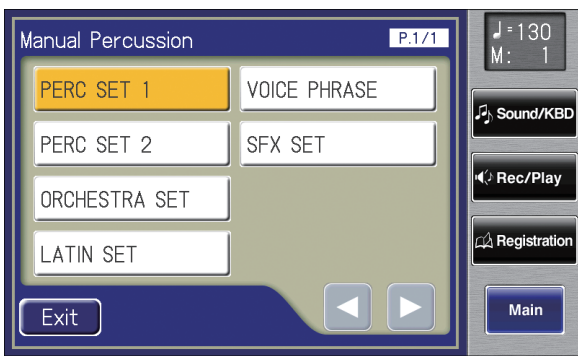 Manual Percussion
P.1/1
PERC SET 1
VOICE PHRASE
PERC SET 2
SFX SET
ORCHESTRA SET
LATIN SET
Exit
♩=130
M: 1
Sound/KBD
Rec/Play
Registration
Main